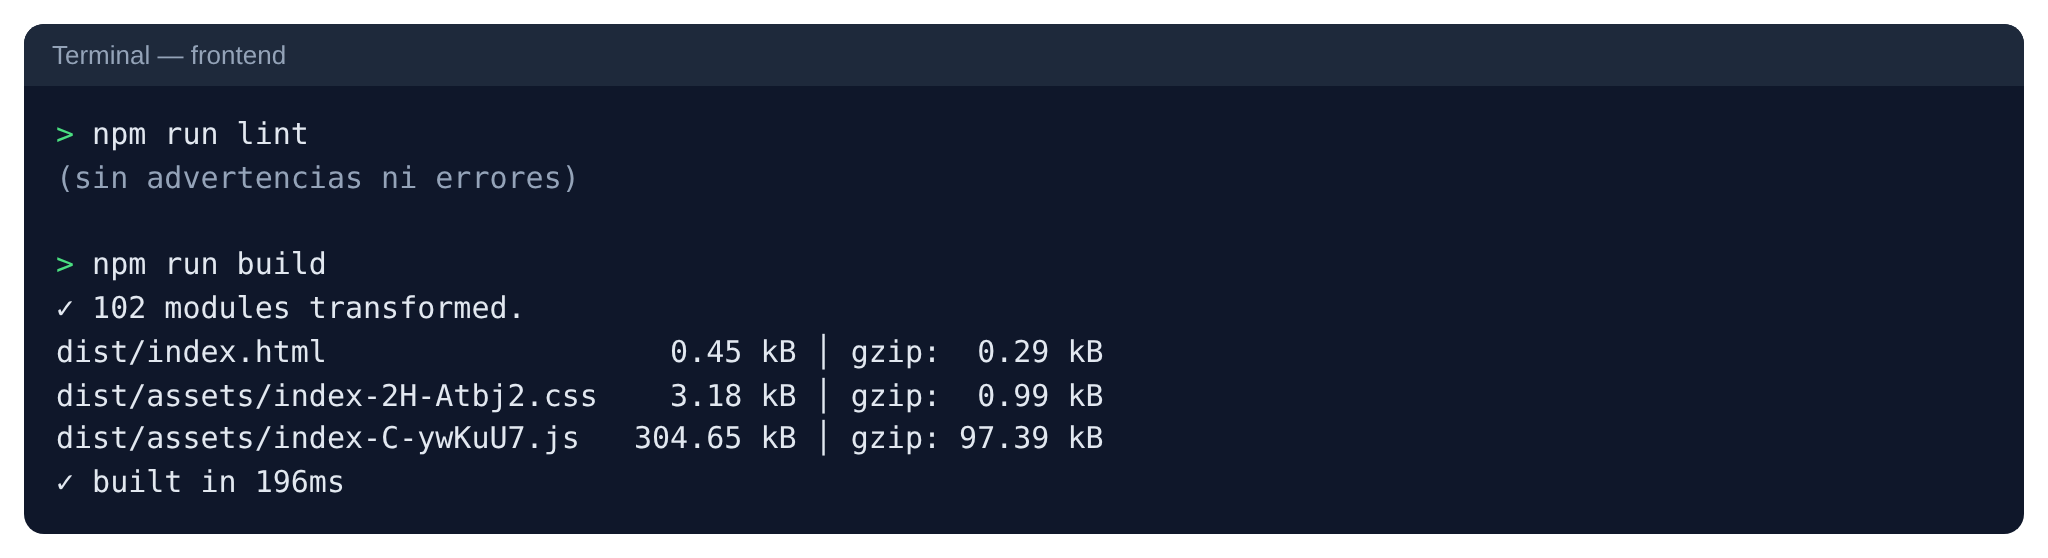 Terminal — frontend
> npm run lint
(sin advertencias ni errores)
> npm run build
✓ 102 modules transformed.
dist/index.html                   0.45 kB │ gzip:  0.29 kB
dist/assets/index-2H-Atbj2.css    3.18 kB │ gzip:  0.99 kB
dist/assets/index-C-ywKuU7.js   304.65 kB │ gzip: 97.39 kB
✓ built in 196ms